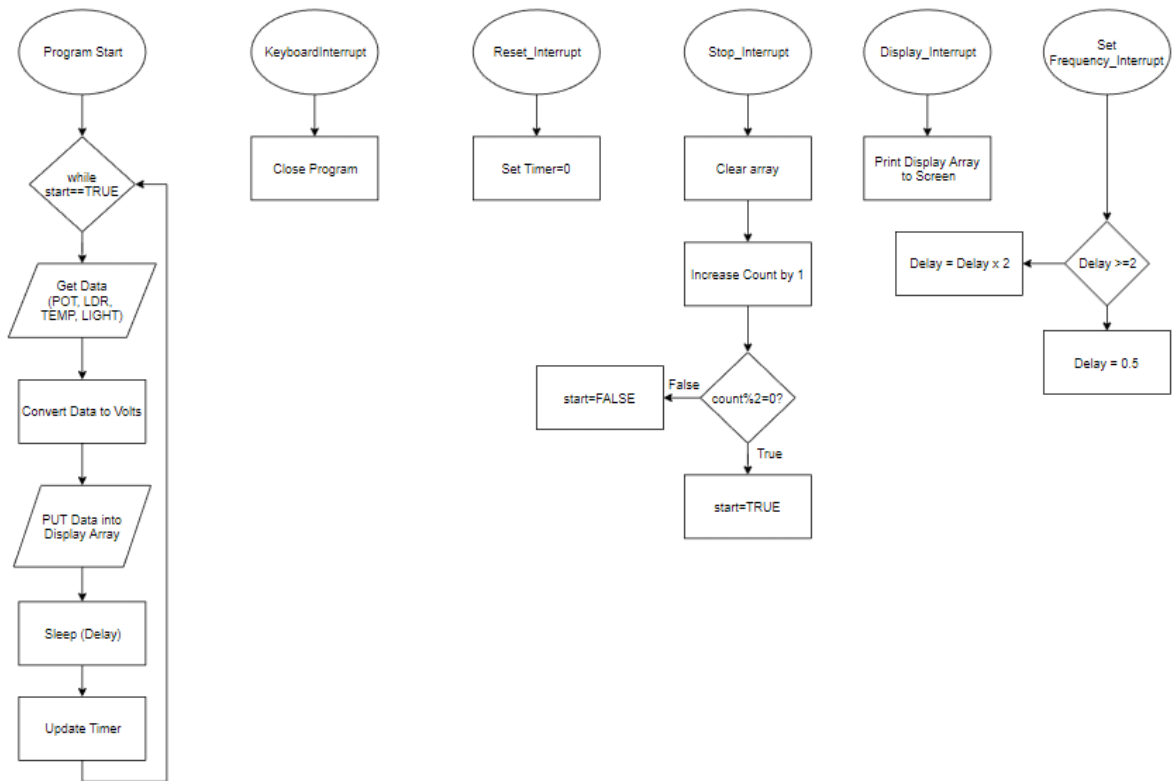 Program Start
while
start==TRUE
Get Data
(POT, LDR,
TEMP, LIGHT)
Convert Data to Volts
PUT Data into
Display Array
Sleep (Delay)
Update Timer
KeyboardInterrupt
Close Program
Reset_Interrupt
Set Timer=0
Stop_Interrupt
Clear array
Increase Count by 1
count%2=0?
False
start=FALSE
True
start=TRUE
Display_Interrupt
Print Display Array
to Screen
Set
Frequency_Interrupt
Delay >=2
Delay = Delay x 2
Delay = 0.5